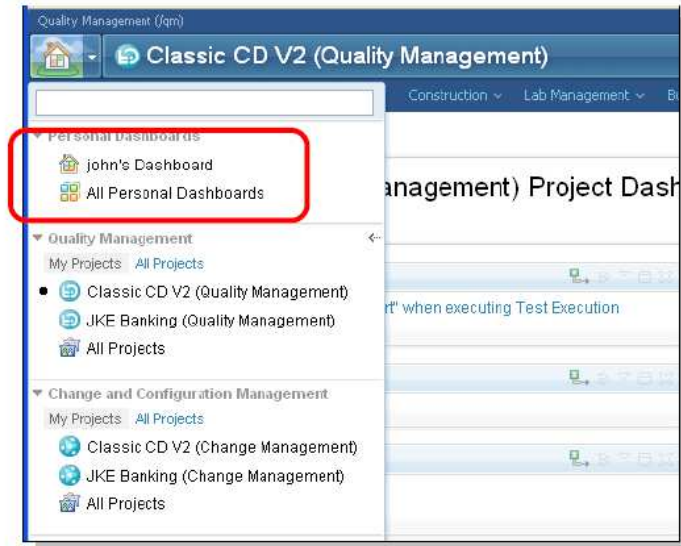 Quality Management (/qm)
Classic CD V2 (Quality Management)
Construction Lab Management
Personal Dashboards
john's Dashboard
All Personal Dashboards
anagement) Project Dash
Quality Management
My Projects All Projects
Classic CD V2 (Quality Management)
rt" when executing Test Execution
JKE Banking (Quality Management)
All Projects
Change and Configuration Management
My Projects All Projects
Classic CD V2 (Change Management)
JKE Banking (Change Management)
All Projects